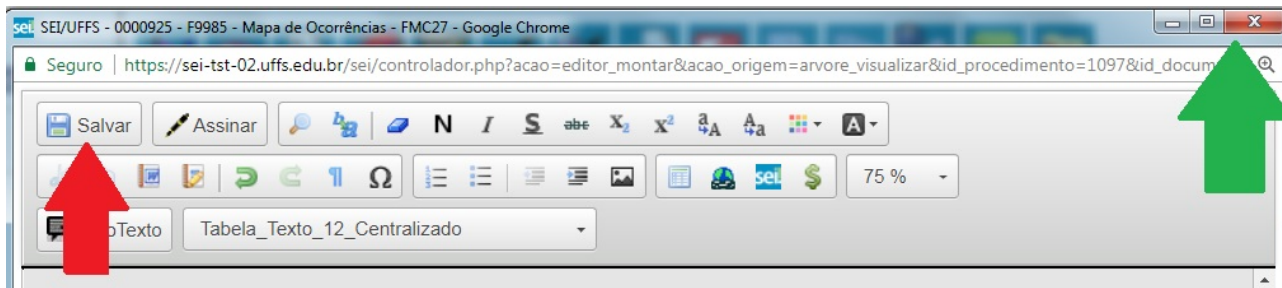 sei. SEI/UFFS - 0000925 - F9985 - Mapa de Ocorrências - FMC27 - Google Chrome
Seguro | https://sei-tst-02.uffs.edu.br/sei/controlador.php?acao=editor_montar&acao_origem=arvore_visualizar&id_procedimento=1097&id_docum
Salvar Assinar N I S abc X₂ X² 
75 %
Texto Tabela_Texto_12_Centralizado